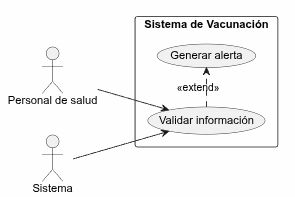 Sistema de Vacunación
Generar alerta
«extend»
Personal de salud
Validar información
Sistema